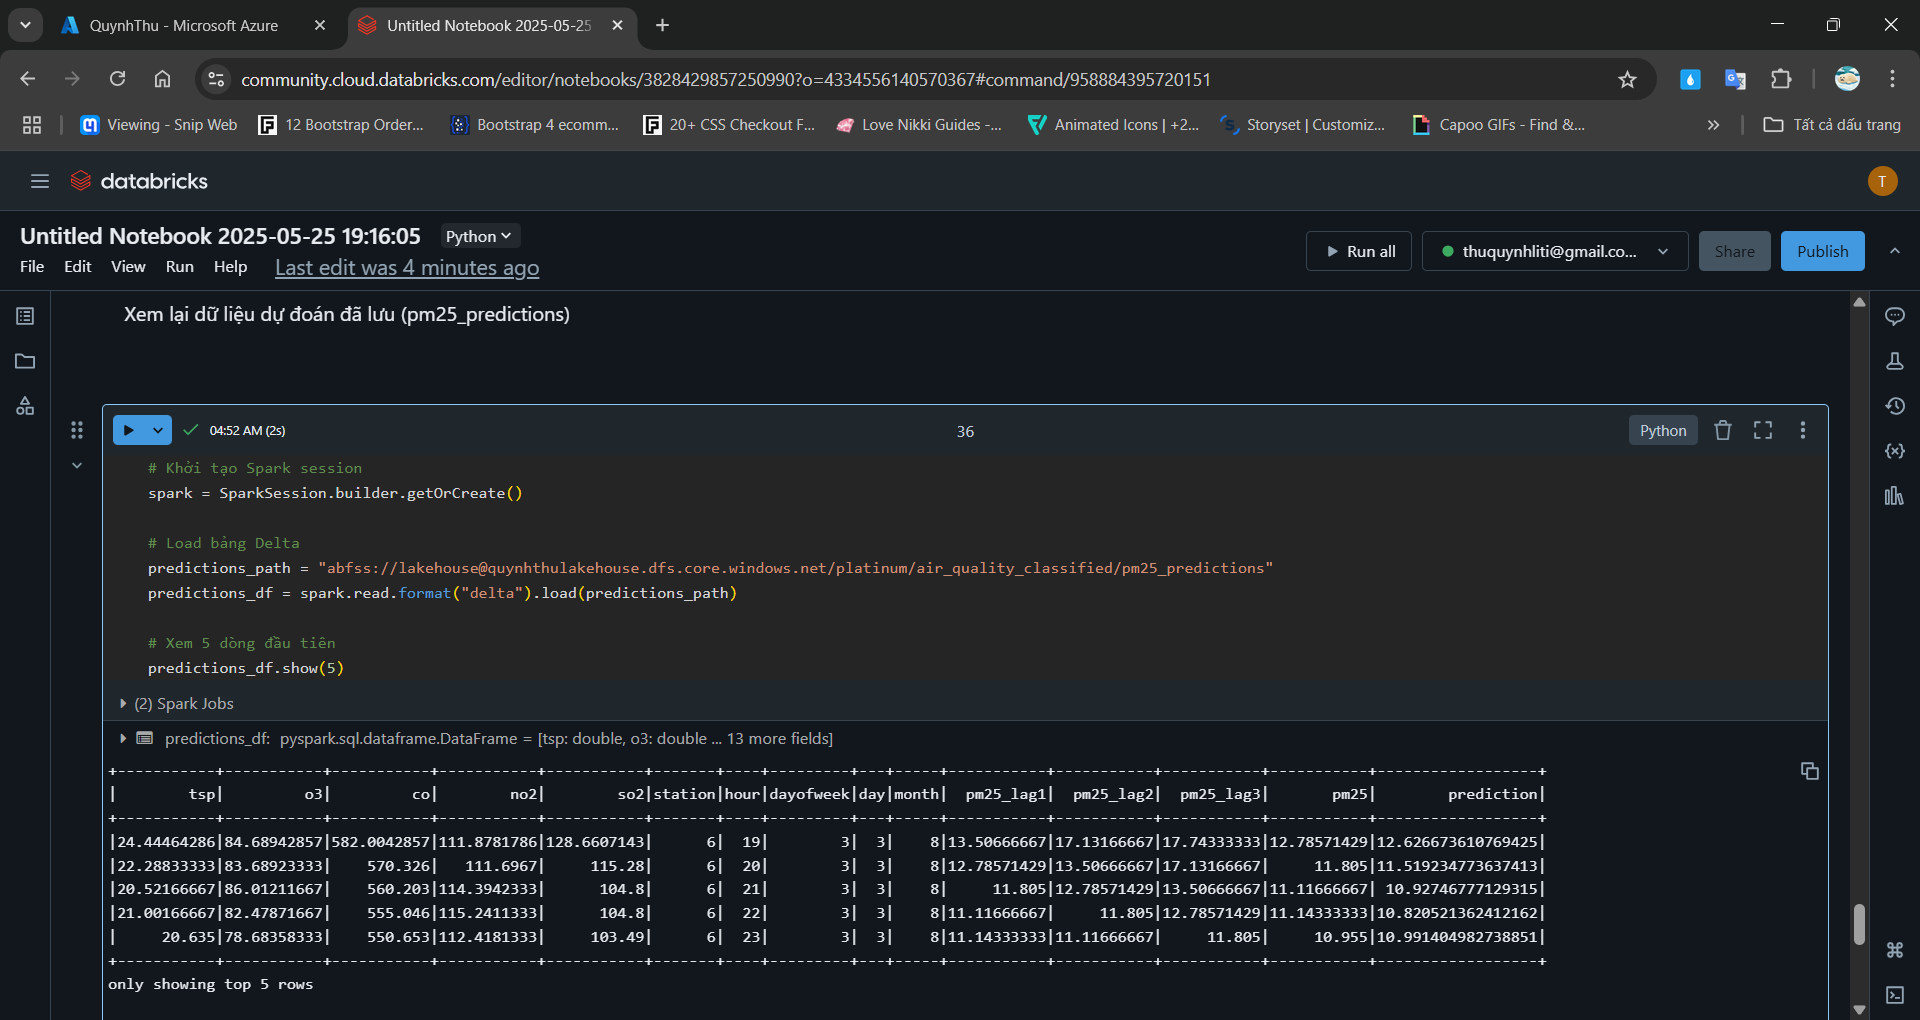 QuynhThu - Microsoft Azure
Untitled Notebook 2025-05-25
community.cloud.databricks.com/editor/notebooks/3828429857250990?o=4334556140570367#command/958884395720151
Viewing - Snip Web
12 Bootstrap Order...
Bootstrap 4 ecomm...
20+ CSS Checkout F...
Love Nikki Guides -...
Animated Icons | +2...
Storyset | Customiz...
Capoo GIFs - Find &...
Tất cả dấu trang
databricks
T
Untitled Notebook 2025-05-25 19:16:05
Python
File Edit View Run Help Last edit was 4 minutes ago
Run all
thuquynhliti@gmail.co...
Share
Publish
Xem lại dữ liệu dự đoán đã lưu (pm25_predictions)
04:52 AM (2s)
36
Python
# Khởi tạo Spark session
spark = SparkSession.builder.getOrCreate()
# Load bảng Delta
predictions_path = "abfss://lakehouse@quynhthulakehouse.dfs.core.windows.net/platinum/air_quality_classified/pm25_predictions"
predictions_df = spark.read.format("delta").load(predictions_path)
# Xem 5 dòng đầu tiên
predictions_df.show(5)
(2) Spark Jobs
predictions_df: pyspark.sql.dataframe.DataFrame = [tsp: double, o3: double ... 13 more fields]
+-----------+-----------+-----------+-----------+-----------+-------+----+---------+---+-----+-----------+-----------+-----------+-----------+------------------+
|        tsp|         o3|         co|        no2|        so2|station|hour|dayofweek|day|month|  pm25_lag1|  pm25_lag2|  pm25_lag3|       pm25|        prediction|
+-----------+-----------+-----------+-----------+-----------+-------+----+---------+---+-----+-----------+-----------+-----------+-----------+------------------+
|24.44464286|84.68942857|582.0042857|111.8781786|128.6607143|      6|  19|        3|  3|    8|13.50666667|17.13166667|17.74333333|12.78571429|12.626673610769425|
|22.28833333|83.68923333|    570.326|   111.6967|     115.28|      6|  20|        3|  3|    8|12.78571429|13.50666667|17.13166667|     11.805|11.519234773637413|
|20.52166667|86.01211667|    560.203|114.3942333|      104.8|      6|  21|        3|  3|    8|     11.805|12.78571429|13.50666667|11.11666667| 10.92746777129315|
|21.00166667|82.47871667|    555.046|115.2411333|      104.8|      6|  22|        3|  3|    8|11.11666667|     11.805|12.78571429|11.14333333|10.820521362412162|
|     20.635|78.68358333|    550.653|112.4181333|     103.49|      6|  23|        3|  3|    8|11.14333333|11.11666667|     11.805|     10.955|10.991404982738851|
+-----------+-----------+-----------+-----------+-----------+-------+----+---------+---+-----+-----------+-----------+-----------+-----------+------------------+
only showing top 5 rows